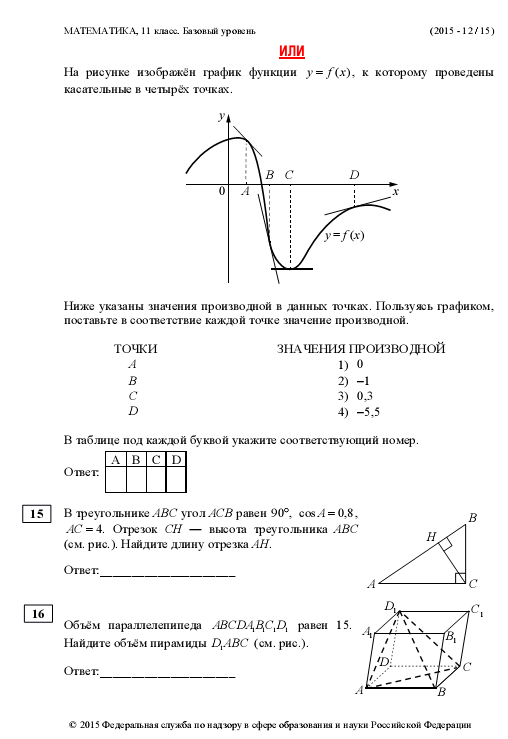 МАТЕМАТИКА, 11 класс. Базовый уровень (2015 - 12 / 15)
ИЛИ
На рисунке изображён график функции y = f (x), к которому проведены
касательные в четырёх точках.
y
B C D
0 A x
y = f (x)
Ниже указаны значения производной в данных точках. Пользуясь графиком,
поставьте в соответствие каждой точке значение производной.
ТОЧКИ ЗНАЧЕНИЯ ПРОИЗВОДНОЙ
A 1) 0
B 2) –1
C 3) 0,3
D 4) –5,5
В таблице под каждой буквой укажите соответствующий номер.
Ответ: A B C D
15 В треугольнике ABC угол ACB равен 90°, cos A = 0,8,
AC = 4. Отрезок CH — высота треугольника ABC
(см. рис.). Найдите длину отрезка AH.
Ответ:____________________
B
H
A C
16 Объём параллелепипеда ABCDA₁B₁C₁D₁ равен 15.
Найдите объём пирамиды D₁ABC (см. рис.).
Ответ:____________________
D₁ C₁
A₁ B₁
D C
A B
© 2015 Федеральная служба по надзору в сфере образования и науки Российской Федерации